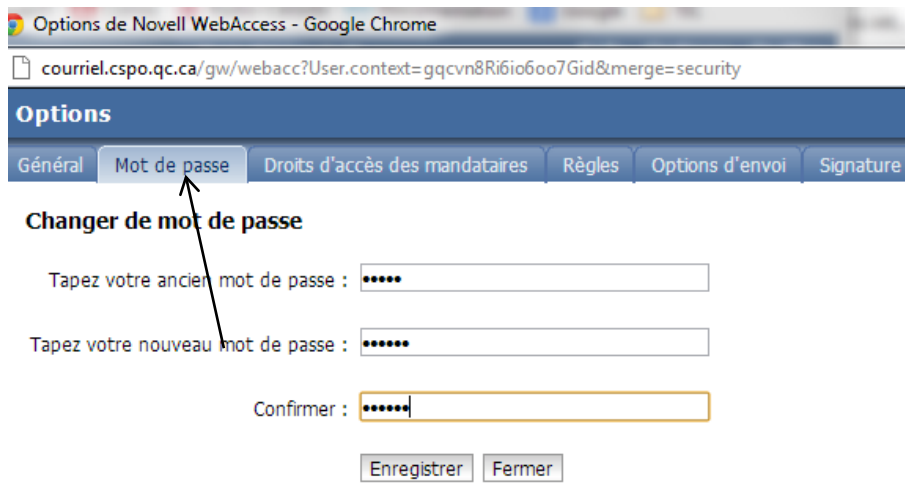 Options de Novell WebAccess - Google Chrome
courriel.cspo.qc.ca/gw/webacc?User.context=gqcvn8Ri6io6oo7Gid&merge=security
Options
Général Mot de passe Droits d'accès des mandataires Règles Options d'envoi Signature
Changer de mot de passe
Tapez votre ancien mot de passe : •••••
Tapez votre nouveau mot de passe : ••••••
Confirmer : ••••••
Enregistrer Fermer